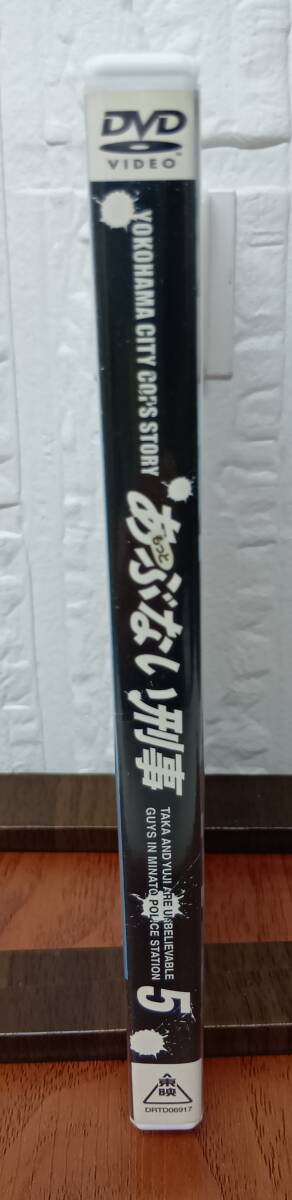 DVD
VIDEO™
YOKOHAMA CITY COPS STORY
もっと
あぶない刑事
TAKA AND YUJI ARE UNBELIEVABLE
GUYS IN MINATO POLICE STATION
5
東映
DRTD06917